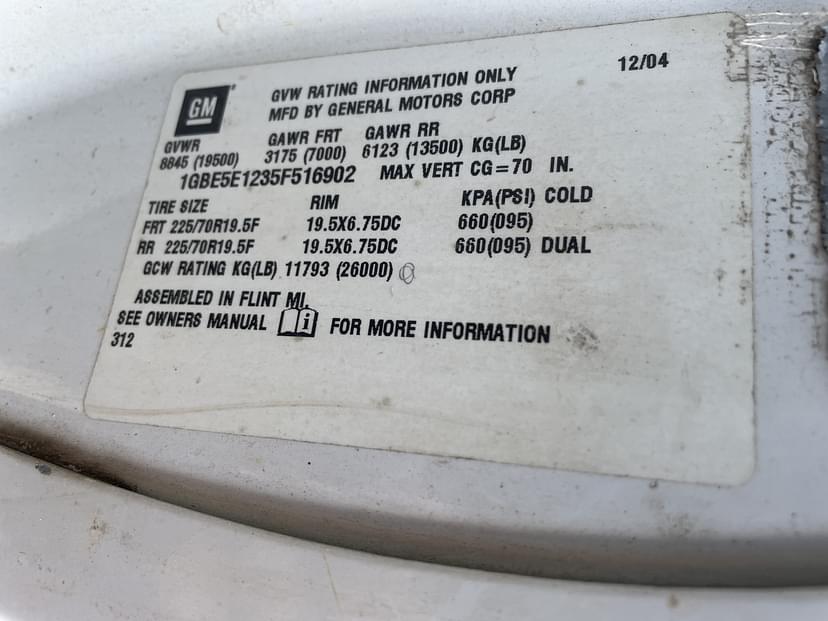 GM
GVW RATING INFORMATION ONLY 12/04
MFD BY GENERAL MOTORS CORP
GVWR GAWR FRT GAWR RR
8845 (19500) 3175 (7000) 6123 (13500) KG(LB)
1GBE5E1235F516902 MAX VERT CG=70 IN.
TIRE SIZE RIM KPA(PSI) COLD
FRT 225/70R19.5F 19.5X6.75DC 660(095)
RR 225/70R19.5F 19.5X6.75DC 660(095) DUAL
GCW RATING KG(LB) 11793 (26000)
ASSEMBLED IN FLINT MI.
SEE OWNERS MANUAL i FOR MORE INFORMATION
312